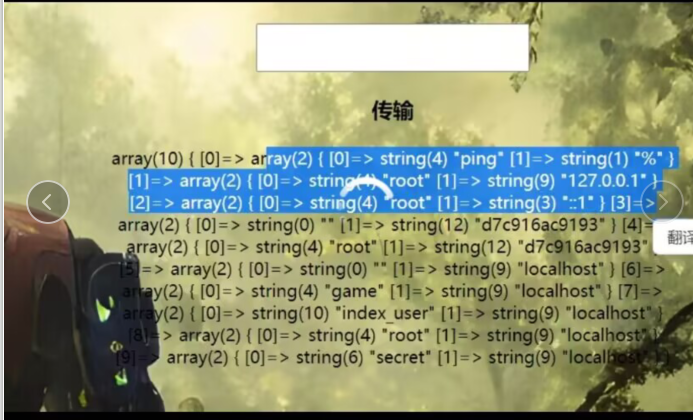 传输
array(10) { [0]=> array(2) { [0]=> string(4) "ping" [1]=> string(1) "%" }
[1]=> array(2) { [0]=> string(4) "root" [1]=> string(9) "127.0.0.1" }
[2]=> array(2) { [0]=> string(4) "root" [1]=> string(3) "::1" } [3]=>
array(2) { [0]=> string(0) "" [1]=> string(12) "d7c916ac9193" } [4]=
array(2) { [0]=> string(4) "root" [1]=> string(12) "d7c916ac9193"
翻译
[5]=> array(2) { [0]=> string(0) "" [1]=> string(9) "localhost" } [6]=>
array(2) { [0]=> string(4) "game" [1]=> string(9) "localhost" } [7]=>
array(2) { [0]=> string(10) "index_user" [1]=> string(9) "localhost" }
[8]=> array(2) { [0]=> string(4) "root" [1]=> string(9) "localhost" }
[9]=> array(2) { [0]=> string(6) "secret" [1]=> string(9) "localhost" } }